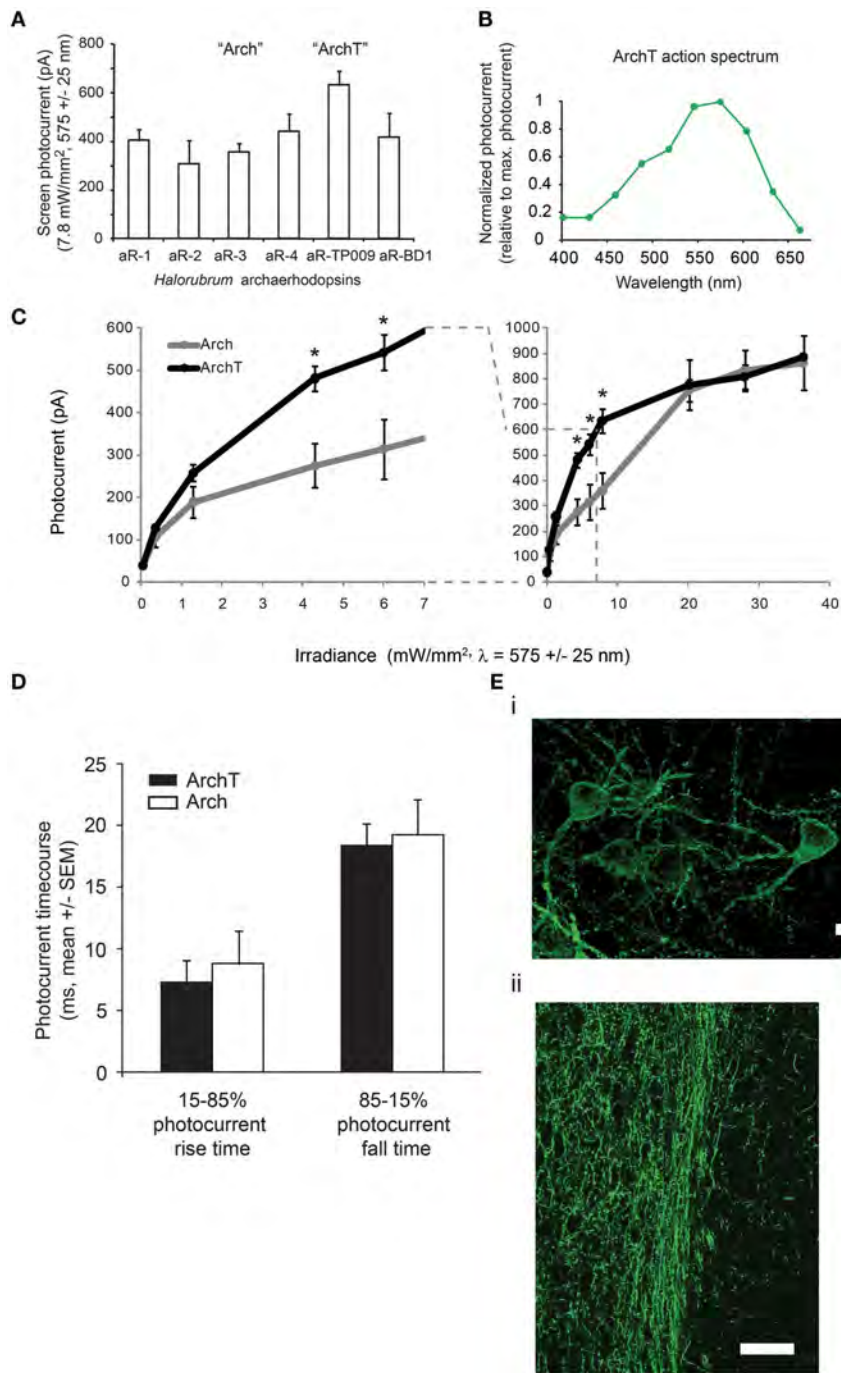 A
"Arch"
"ArchT"
Screen photocurrent (pA)
(7.8 mW/mm², 575 +/- 25 nm)
800
600
400
200
0
aR-1
aR-2
aR-3
aR-4
aR-TP009
aR-BD1
Halorubrum archaerhodopsins
B
ArchT action spectrum
Normalized photocurrent
(relative to max. photocurrent)
1
0.8
0.6
0.4
0.2
0
400
450
500
550
600
650
Wavelength (nm)
C
Photocurrent (pA)
600
500
400
300
200
100
0
Arch
ArchT
*
*
0
1
2
3
4
5
6
7
1000
900
800
700
600
500
400
300
200
100
0
*
*
*
0
10
20
30
40
Irradiance (mW/mm², λ = 575 +/- 25 nm)
D
Photocurrent timecourse
(ms, mean +/- SEM)
25
20
15
10
5
0
ArchT
Arch
15-85%
photocurrent
rise time
85-15%
photocurrent
fall time
E
i
ii